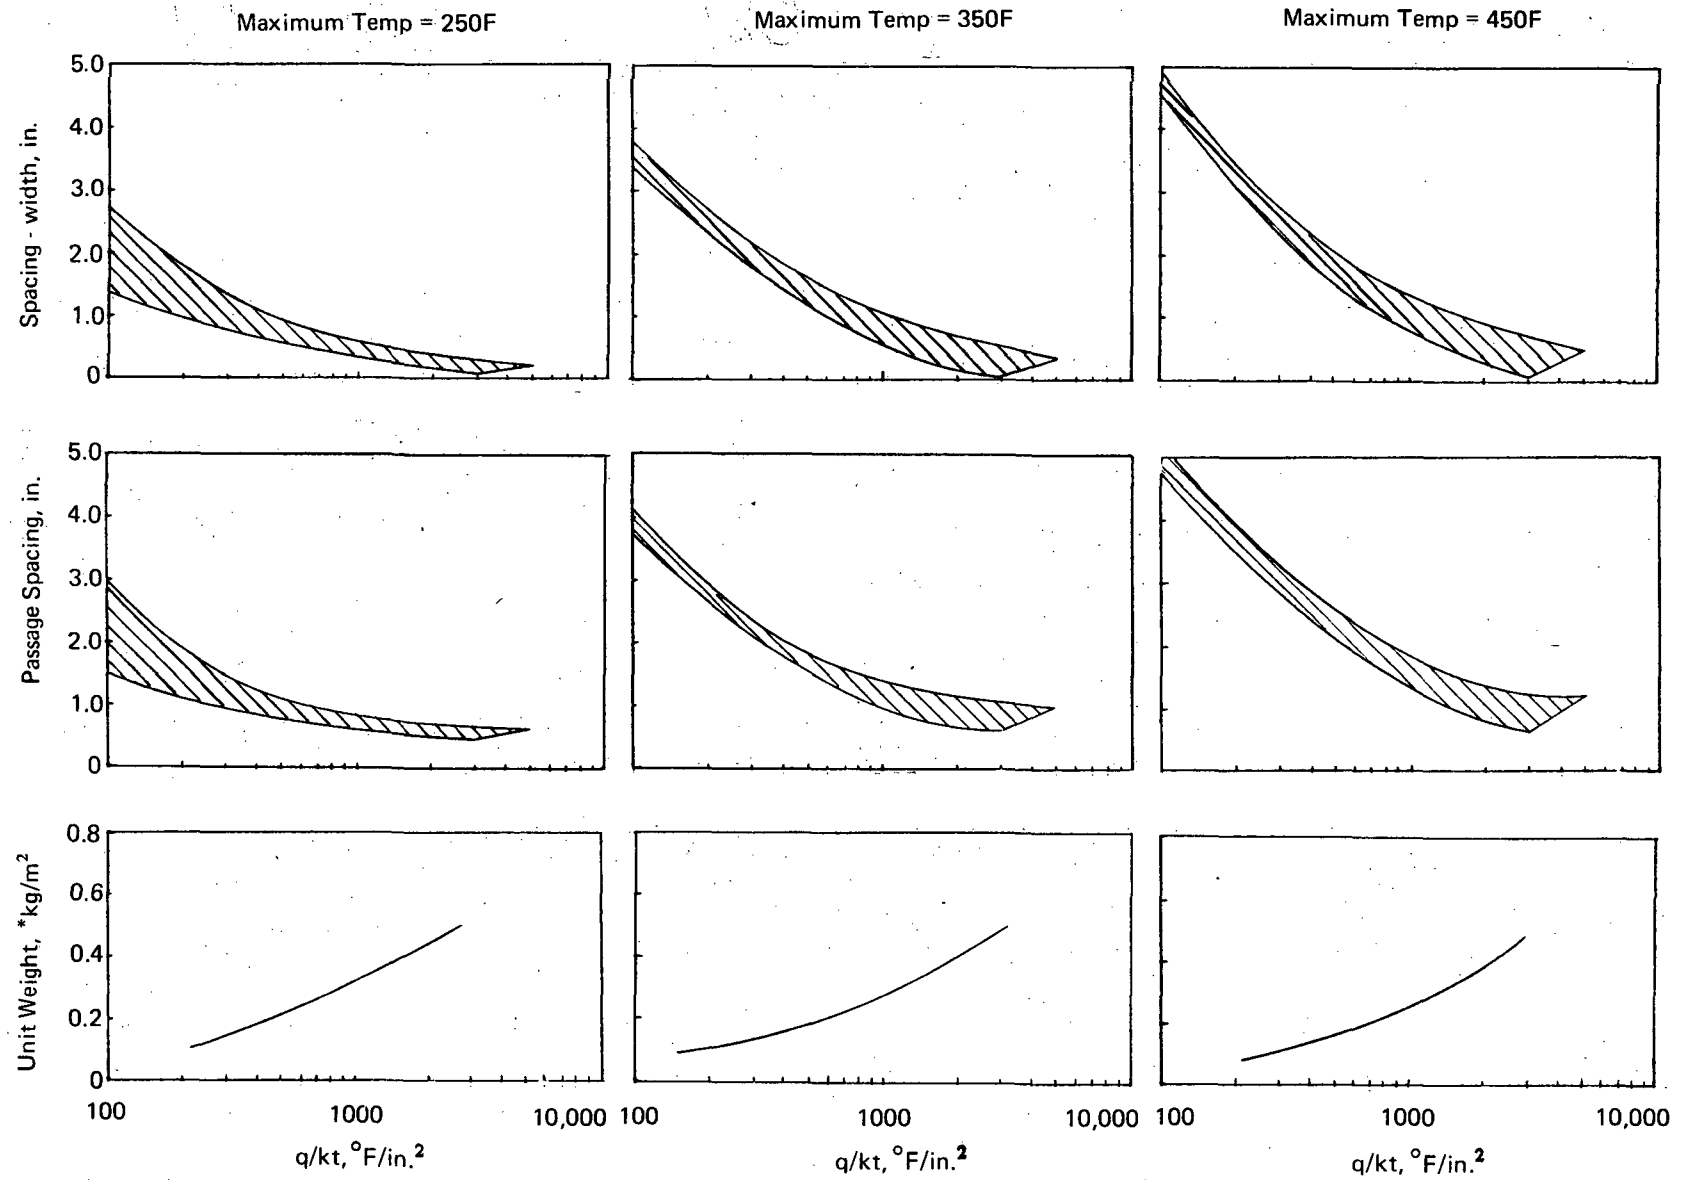 Maximum Temp = 250F
Maximum Temp = 350F
Maximum Temp = 450F
Spacing - width, in.
5.0
4.0
3.0
2.0
1.0
0
Passage Spacing, in.
5.0
4.0
3.0
2.0
1.0
0
Unit Weight, *kg/m²
0.8
0.6
0.4
0.2
0
100
1000
10,000
100
1000
10,000
100
1000
10,000
q/kt, °F/in.²
q/kt, °F/in.²
q/kt, °F/in.²